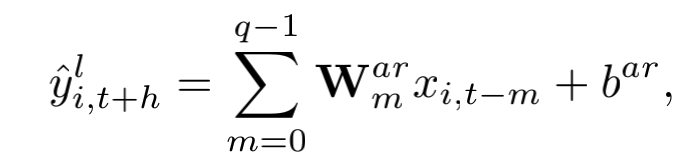 $$\hat{y}^{l}_{i,t+h} = \sum_{m=0}^{q-1} \mathbf{W}^{ar}_{m} x_{i,t-m} + b^{ar},$$